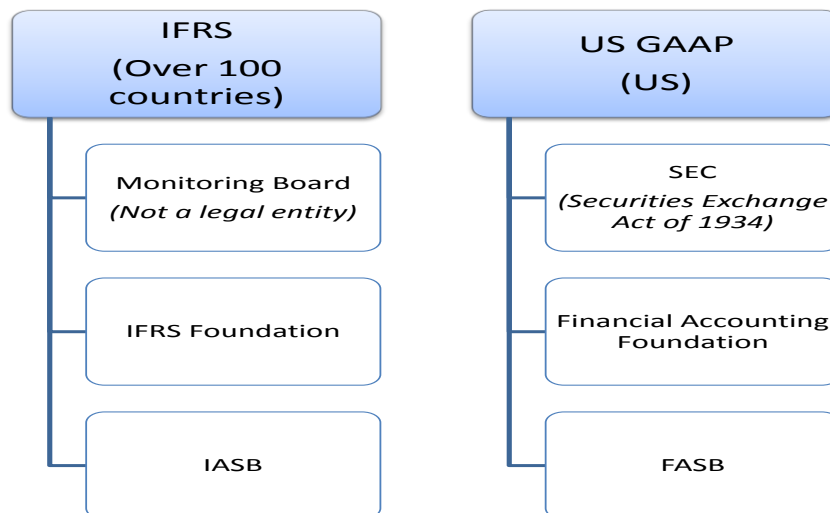 IFRS
(Over 100
countries)
Monitoring Board
(Not a legal entity)
IFRS Foundation
IASB
US GAAP
(US)
SEC
(Securities Exchange
Act of 1934)
Financial Accounting
Foundation
FASB